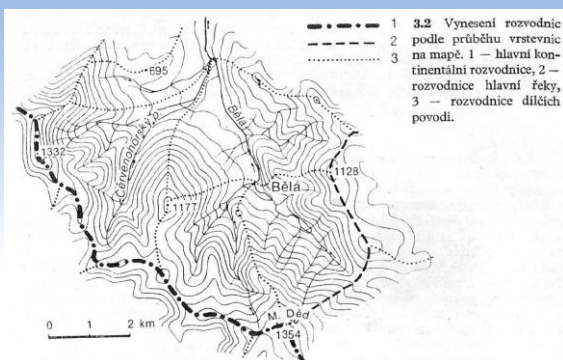 1
2
3
3.2 Vynesení rozvodnic
podle průběhu vrstevnic
na mapě. 1 — hlavní kon-
tinentální rozvodnice, 2 —
rozvodnice hlavní řeky,
3 — rozvodnice dílčích
povodí.
695
Bělá
Červenohorský p.
1332
1128
Bělá
1177
M. Děd
1354
0 1 2 km